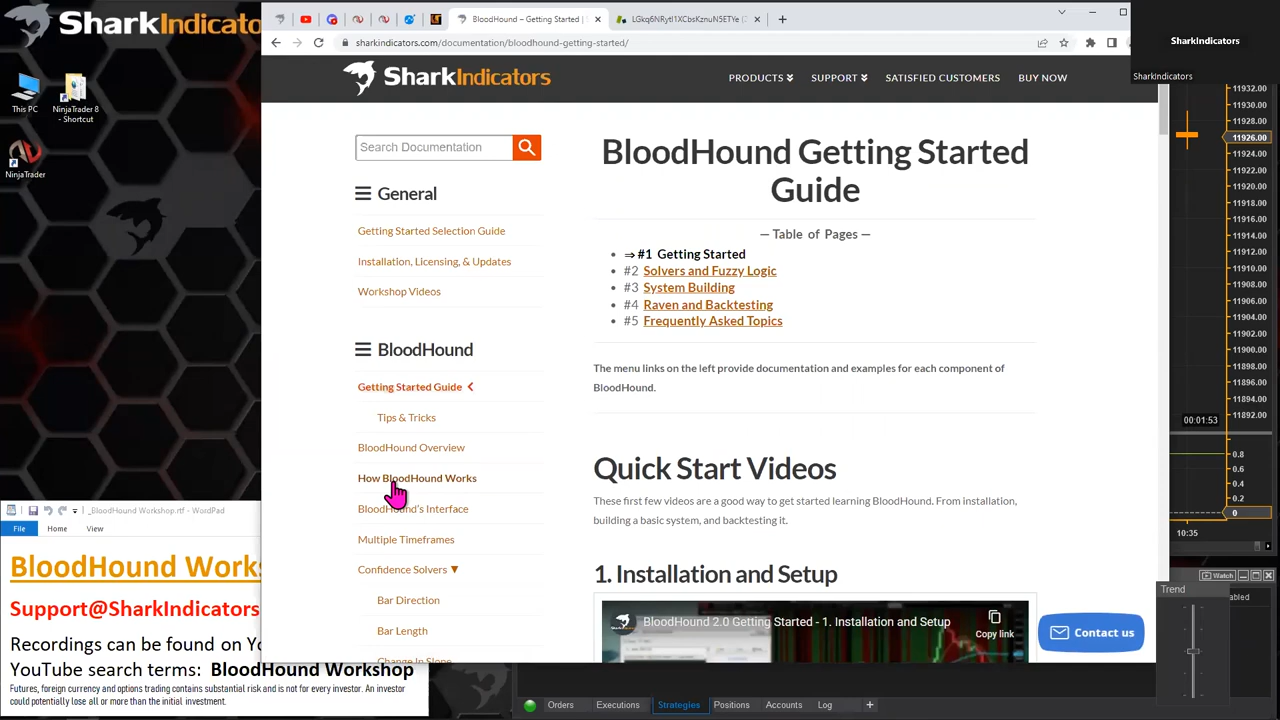 SharkIndicators
This PC
NinjaTrader 8
- Shortcut
NinjaTrader
BloodHound – Getting Started |
LGkq6NRytl1XCbsKznuN5ETYe (
sharkindicators.com/documentation/bloodhound-getting-started/
SharkIndicators
SharkIndicators
SharkIndicators
PRODUCTS
SUPPORT
SATISFIED CUSTOMERS
BUY NOW
Search Documentation
General
Getting Started Selection Guide
Installation, Licensing, & Updates
Workshop Videos
BloodHound
Getting Started Guide
Tips & Tricks
BloodHound Overview
How BloodHound Works
BloodHound's Interface
Multiple Timeframes
Confidence Solvers ▼
Bar Direction
Bar Length
Change In Slope
BloodHound Getting Started
Guide
— Table of Pages —
⇒ #1 Getting Started
#2 Solvers and Fuzzy Logic
#3 System Building
#4 Raven and Backtesting
#5 Frequently Asked Topics
The menu links on the left provide documentation and examples for each component of
BloodHound.
Quick Start Videos
These first few videos are a good way to get started learning BloodHound. From installation,
building a basic system, and backtesting it.
1. Installation and Setup
BloodHound 2.0 Getting Started - 1. Installation and Setup
Copy link
Contact us
11932.00
11930.00
11928.00
11926.00
11924.00
11922.00
11920.00
11918.00
11916.00
11914.00
11912.00
11910.00
11908.00
11906.00
11904.00
11902.00
11900.00
11898.00
11896.00
11894.00
11892.00
00:01:53
0.8
0.6
0.4
0.2
0
10:35
Watch
Trend
_BloodHound Workshop.rtf - WordPad
File
Home
View
BloodHound Works
Support@SharkIndicators
Recordings can be found on Yo
YouTube search terms: BloodHound Workshop
Futures, foreign currency and options trading contains substantial risk and is not for every investor. An investor
could potentially lose all or more than the initial investment.
Orders
Executions
Strategies
Positions
Accounts
Log
+